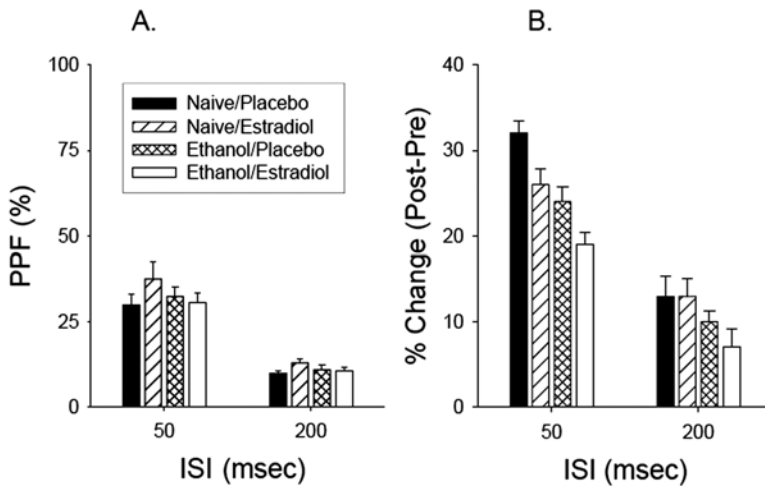 A.
B.
PPF (%)
100
75
50
25
0
Naive/Placebo
Naive/Estradiol
Ethanol/Placebo
Ethanol/Estradiol
50
200
ISI (msec)
% Change (Post-Pre)
40
30
20
10
0
50
200
ISI (msec)